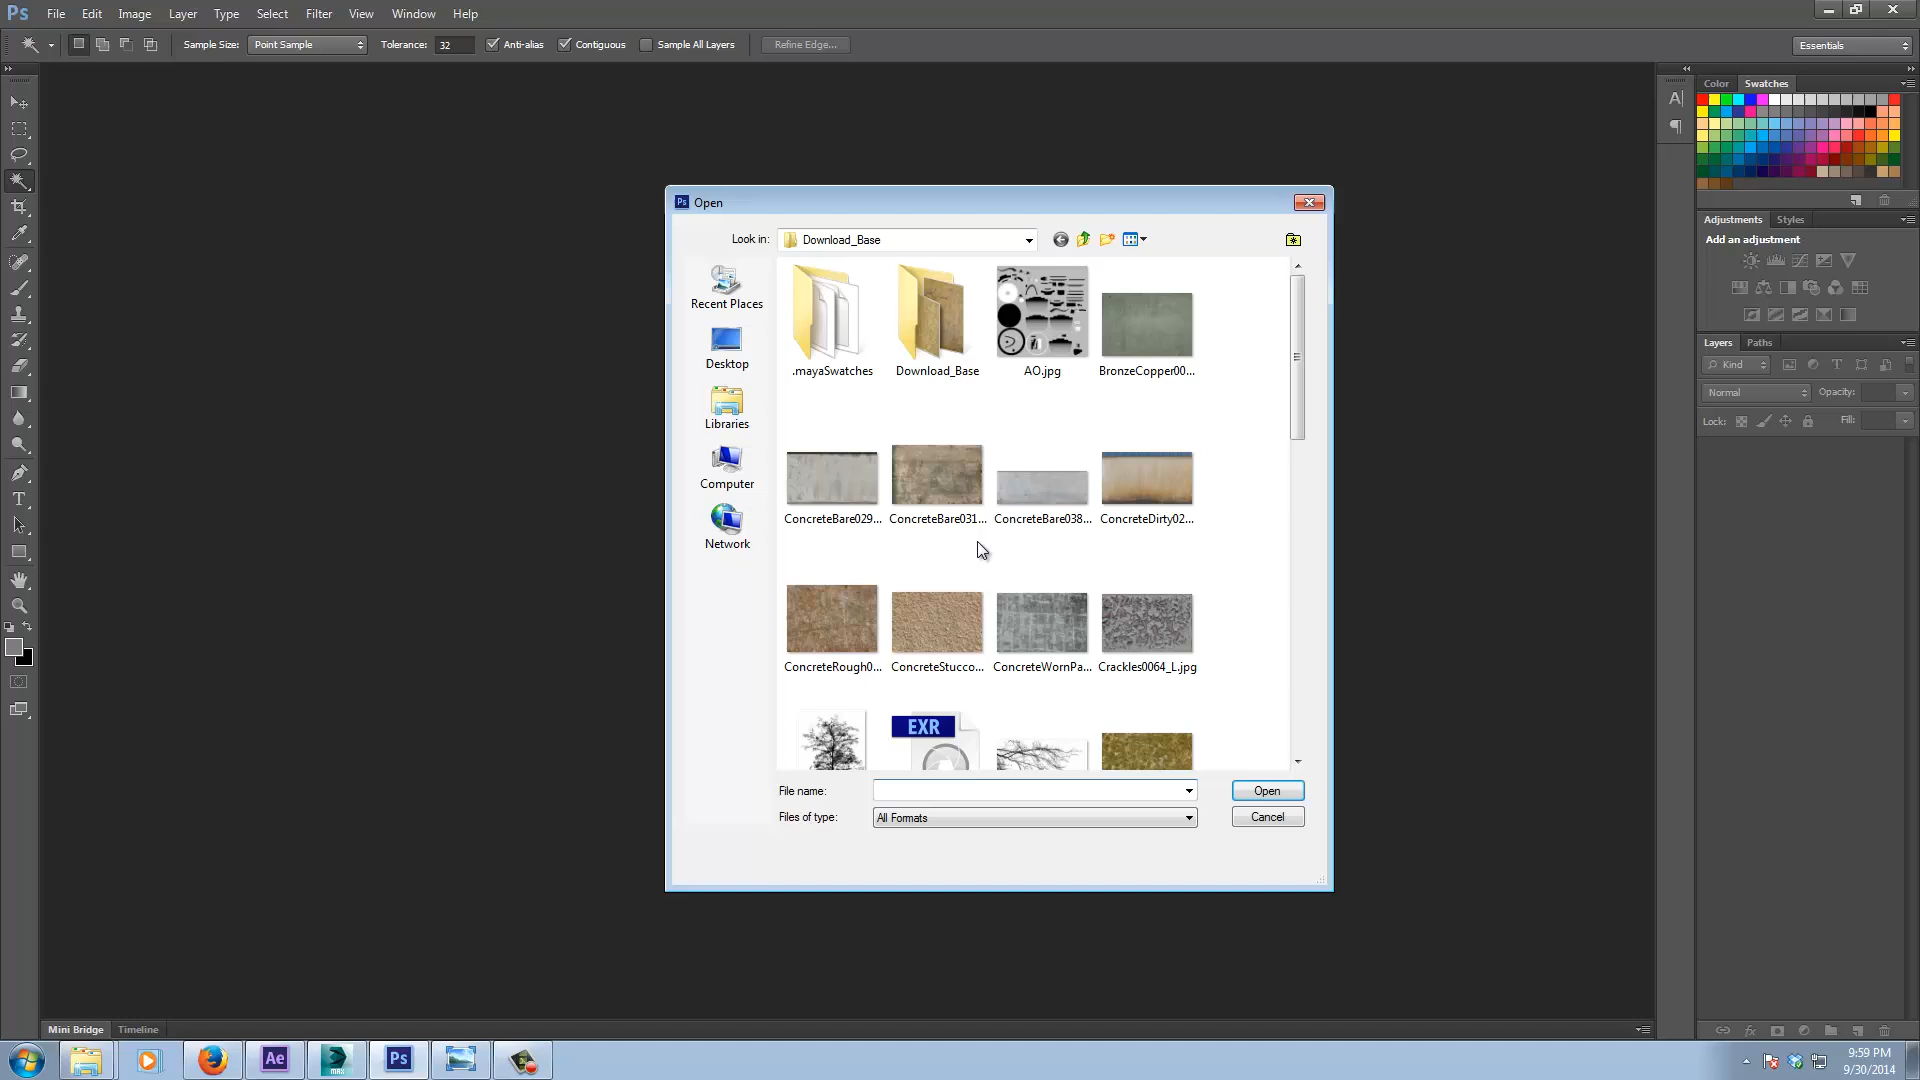 Ps File Edit Image Layer Type Select Filter View Window Help
Sample Size: Point Sample Tolerance: 32 Anti-alias Contiguous Sample All Layers Refine Edge... Essentials
Color Swatches
Adjustments Styles
Add an adjustment
Layers Paths
Kind
Normal Opacity:
Lock: Fill:
Ps Open
Look in: Download_Base
Recent Places
Desktop
Libraries
Computer
Network
.mayaSwatches Download_Base AO.jpg BronzeCopper00...
ConcreteBare029... ConcreteBare031... ConcreteBare038... ConcreteDirty02...
ConcreteRough0... ConcreteStucco... ConcreteWornPa... Crackles0064_L.jpg
EXR
File name: Open
Files of type: All Formats Cancel
Mini Bridge Timeline
Ae MAX Ps
9:59 PM
9/30/2014